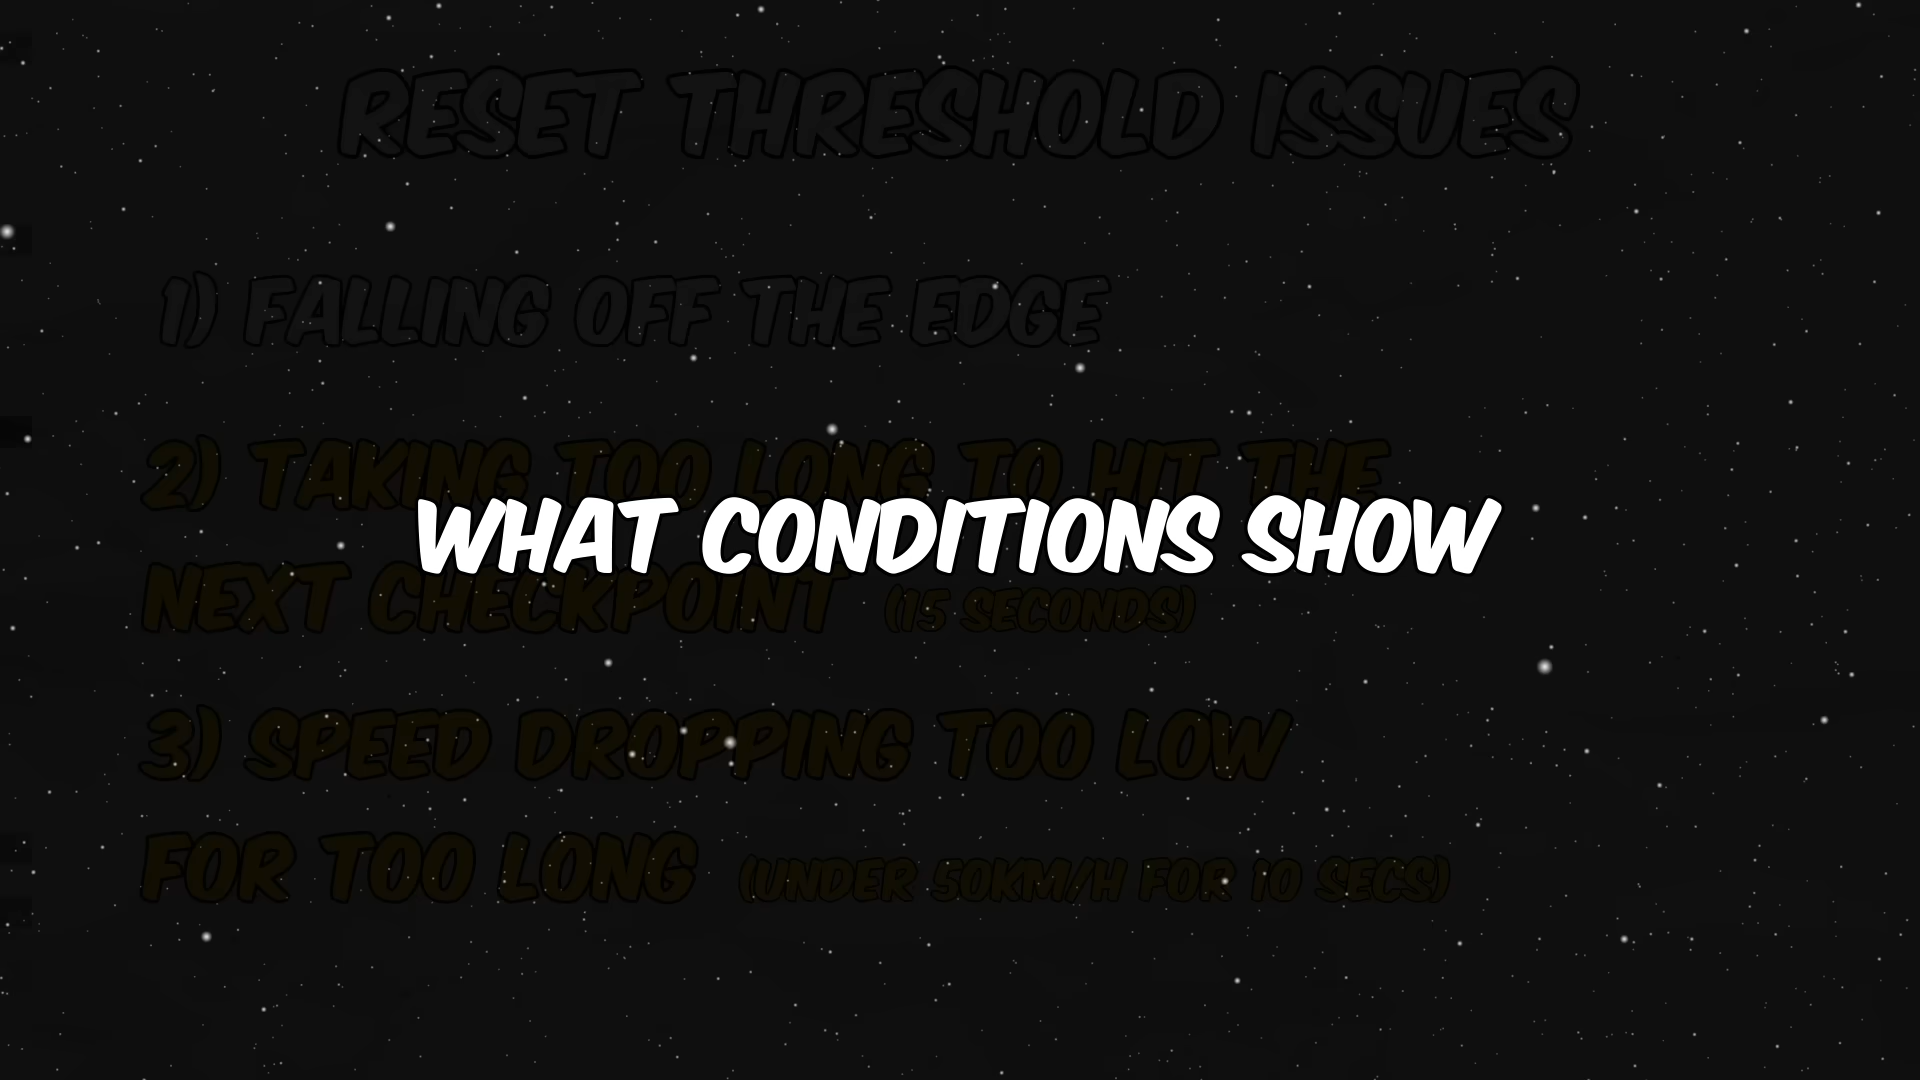 RESET THRESHOLD ISSUES
1) FALLING OFF THE EDGE
2) TAKING TOO LONG TO HIT THE
WHAT CONDITIONS SHOW
NEXT CHECKPOINT (15 SECONDS)
3) SPEED DROPPING TOO LOW
FOR TOO LONG (UNDER 50KM/H FOR 10 SECS)